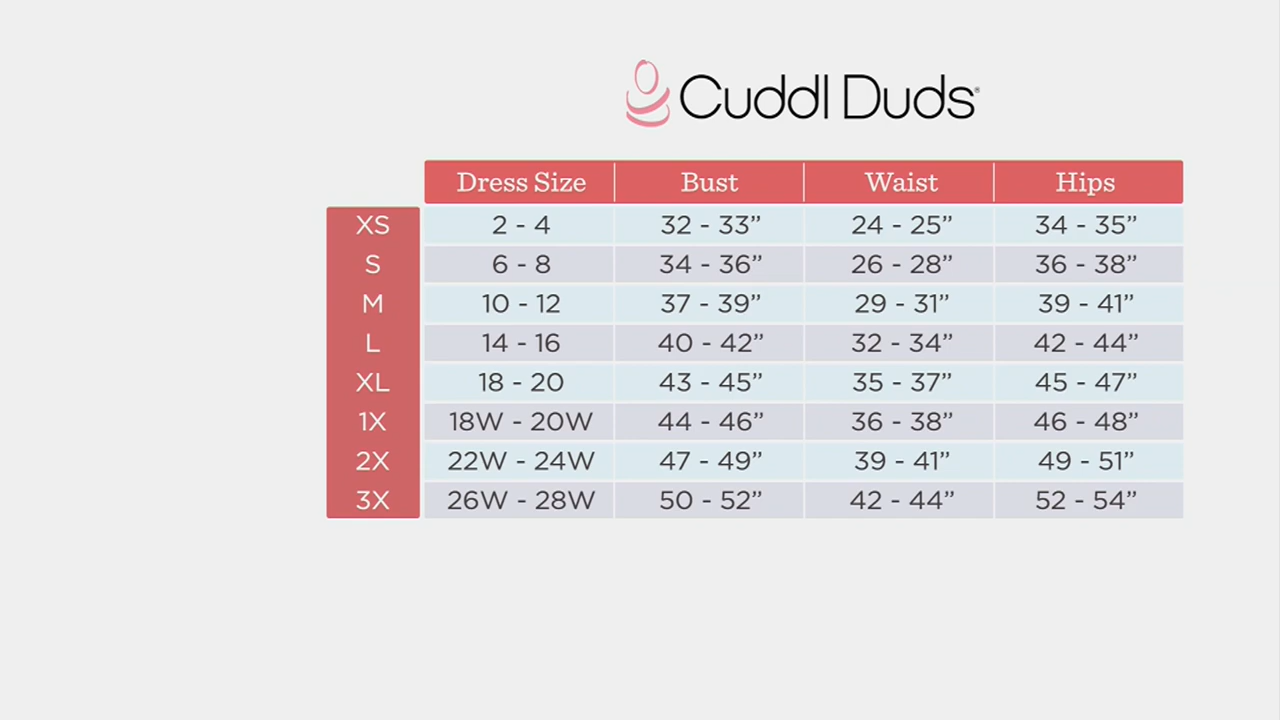 Cuddl Duds®
Dress Size Bust Waist Hips
XS 2 - 4 32 - 33” 24 - 25” 34 - 35”
S 6 - 8 34 - 36” 26 - 28” 36 - 38”
M 10 - 12 37 - 39” 29 - 31” 39 - 41”
L 14 - 16 40 - 42” 32 - 34” 42 - 44”
XL 18 - 20 43 - 45” 35 - 37” 45 - 47”
1X 18W - 20W 44 - 46” 36 - 38” 46 - 48”
2X 22W - 24W 47 - 49” 39 - 41” 49 - 51”
3X 26W - 28W 50 - 52” 42 - 44” 52 - 54”